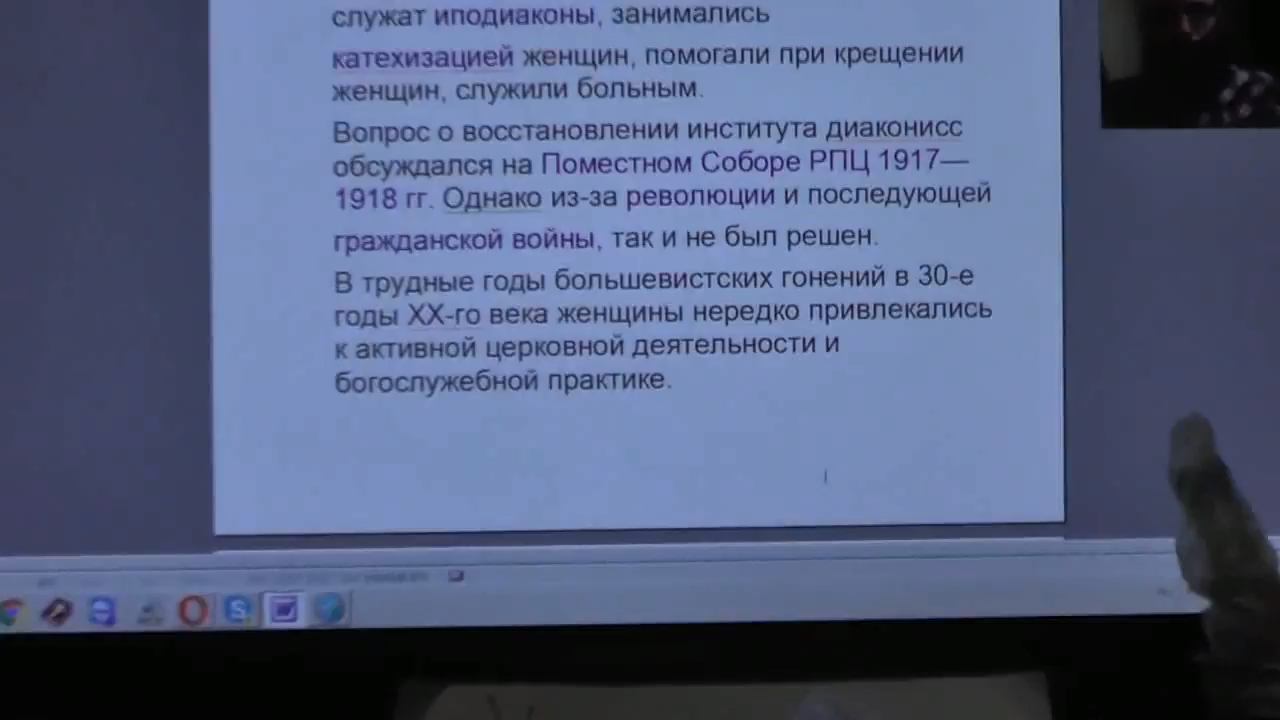 служат иподиаконы, занимались
катехизацией женщин, помогали при крещении
женщин, служили больным.
Вопрос о восстановлении института диаконисс
обсуждался на Поместном Соборе РПЦ 1917—
1918 гг. Однако из-за революции и последующей
гражданской войны, так и не был решен.
В трудные годы большевистских гонений в 30-е
годы XX-го века женщины нередко привлекались
к активной церковной деятельности и
богослужебной практике.